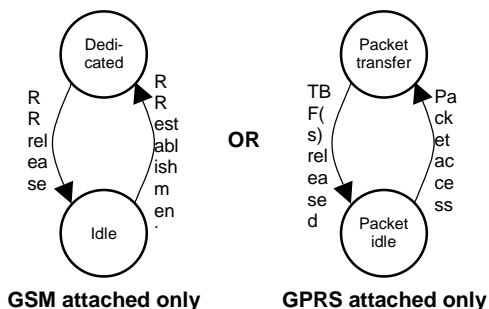 Dedi-
cated
R
R
rel
ea
se
R
R
est
abl
ish
m
en
Idle
GSM attached only
OR
Packet
transfer
TB
F(
s)
rel
ea
se
d
Pa
ck
et
ac
ce
ss
Packet
idle
GPRS attached only